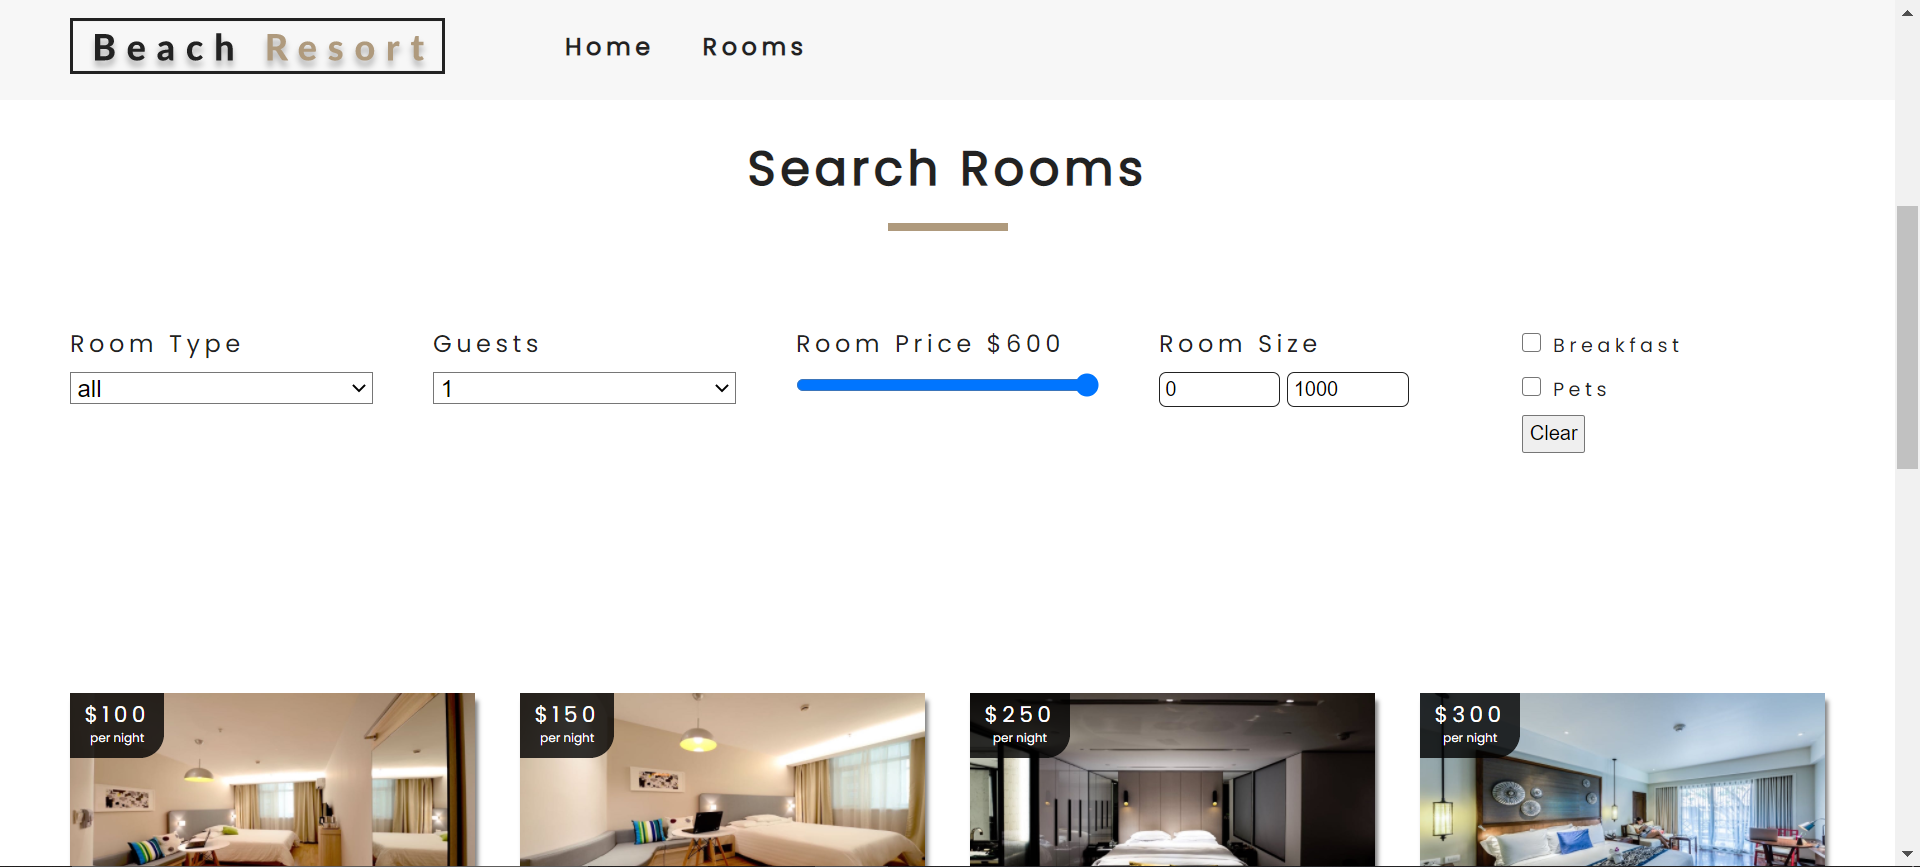 Beach Resort
Home
Rooms
Search Rooms
Room Type
all
Guests
1
Room Price $600
Room Size
0
1000
Breakfast
Pets
Clear
$100
per night
$150
per night
$250
per night
$300
per night